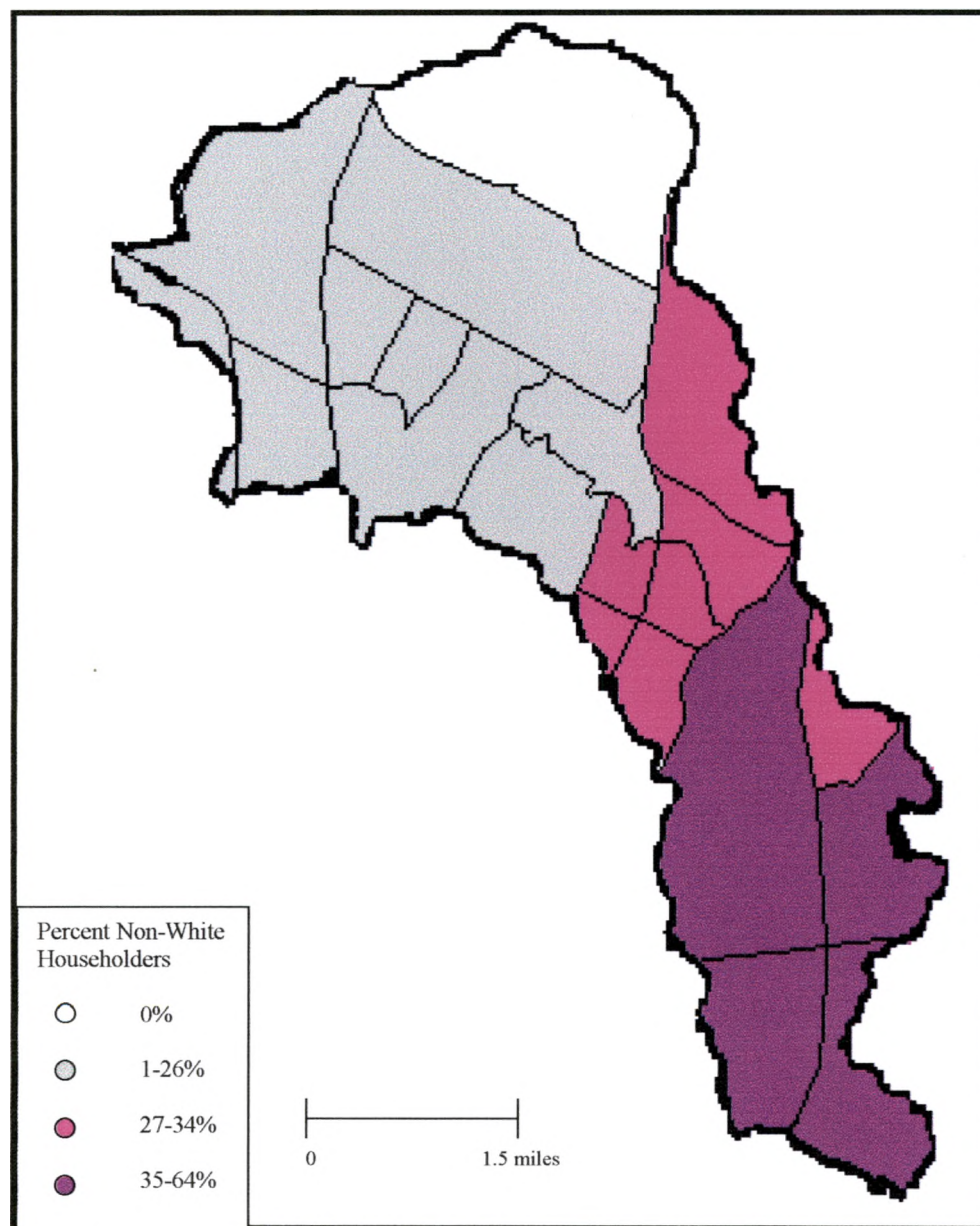 Percent Non-White
Householders
0%
1-26%
27-34%
35-64%
0 1.5 miles